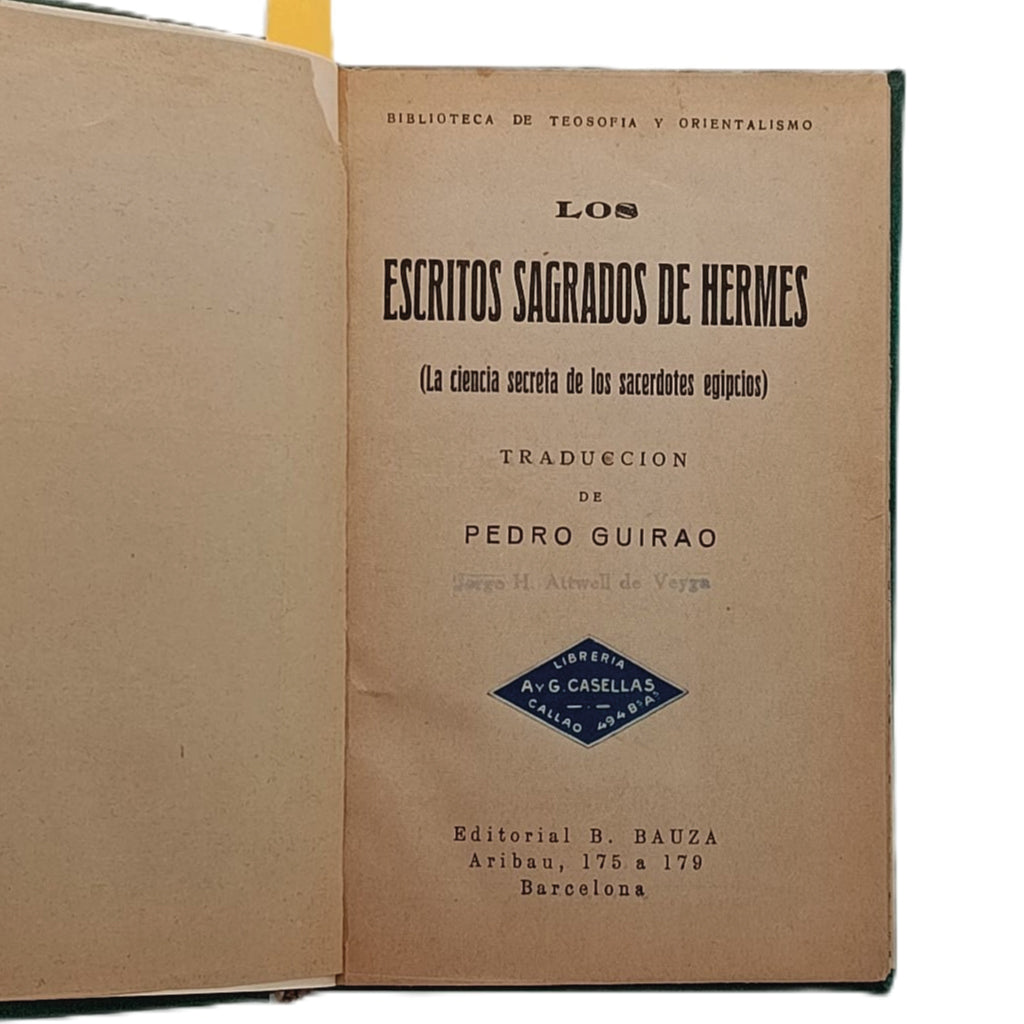 BIBLIOTECA DE TEOSOFIA Y ORIENTALISMO
LOS
ESCRITOS SAGRADOS DE HERMES
(La ciencia secreta de los sacerdotes egipcios)
TRADUCCION
DE
PEDRO GUIRAO
Jorge H. Attwell de Veyga
LIBRERIA
A Y G. CASELLAS
CALLAO 494 Bs As
Editorial B. BAUZA
Aribau, 175 a 179
Barcelona